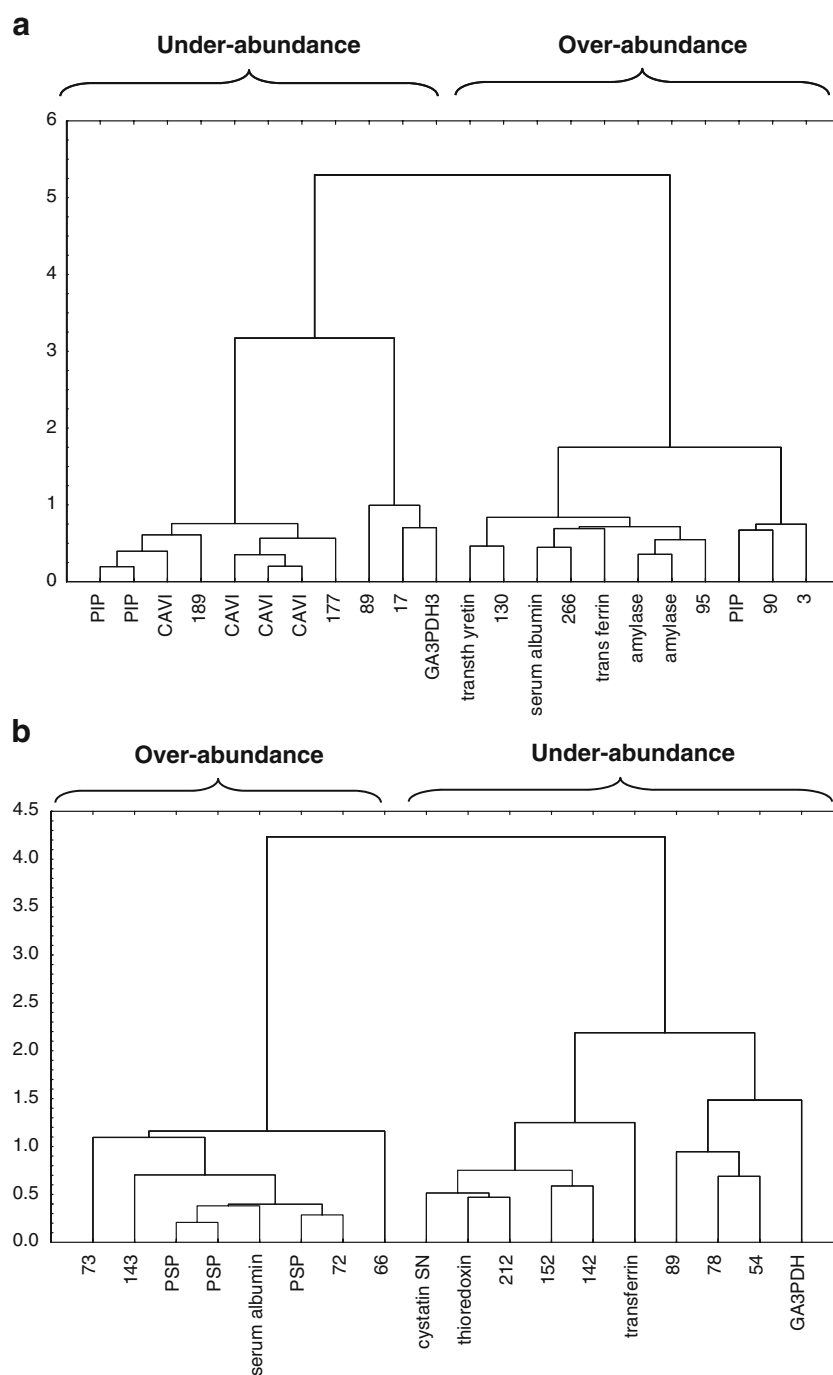 a
Under-abundance Over-abundance
6
5
4
3
2
1
0
PIP
PIP
CAVI
189
CAVI
CAVI
CAVI
177
89
17
GA3PDH3
transth yretin
130
serum albumin
266
trans ferrin
amylase
amylase
95
PIP
90
3
b
Over-abundance Under-abundance
4.5
4.0
3.5
3.0
2.5
2.0
1.5
1.0
0.5
0.0
73
143
PSP
PSP
serum albumin
PSP
72
66
cystatin SN
thioredoxin
212
152
142
transferrin
89
78
54
GA3PDH